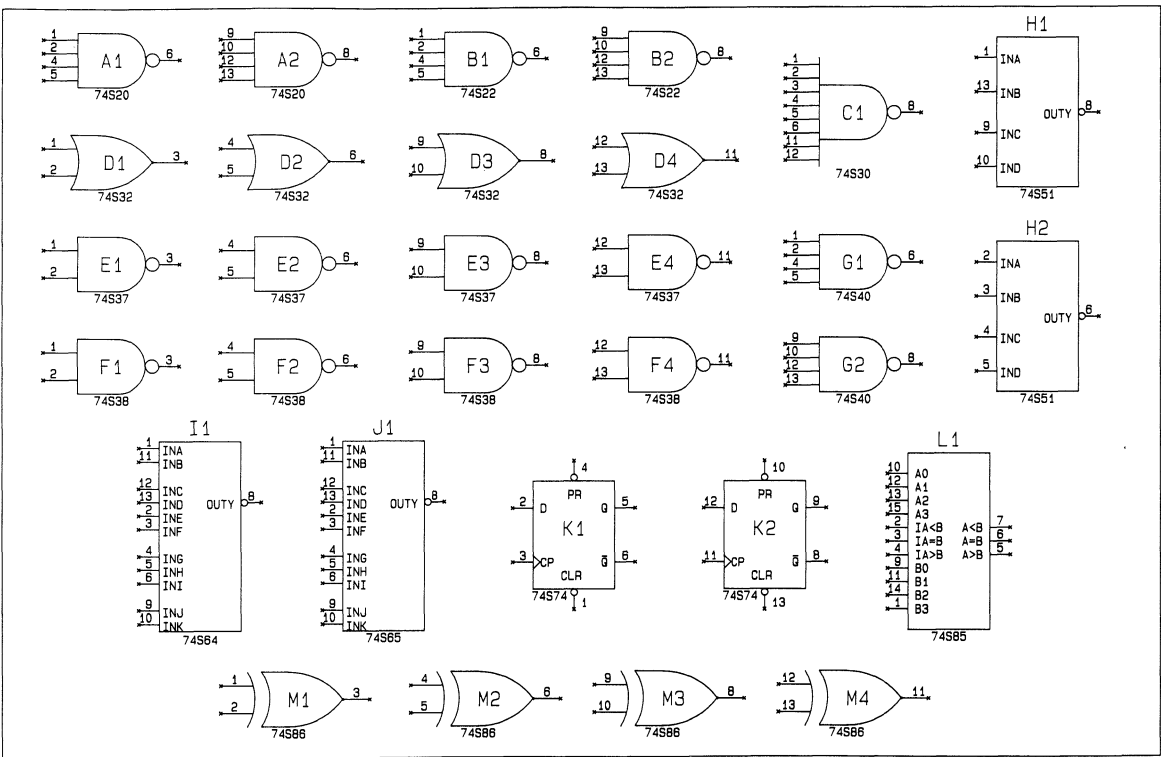 1 2 4 5 A1 6 74S20
9 10 12 13 A2 8 74S20
1 2 4 5 B1 6 74S22
9 10 12 13 B2 8 74S22
1 2 3 4 5 6 11 12 C1 8 74S30
H1
1 INA
13 INB
OUTY 8
9 INC
10 IND
74S51
1 2 D1 3 74S32
4 5 D2 6 74S32
9 10 D3 8 74S32
12 13 D4 11 74S32
1 2 E1 3 74S37
4 5 E2 6 74S37
9 10 E3 8 74S37
12 13 E4 11 74S37
1 2 4 5 G1 6 74S40
H2
2 INA
3 INB
OUTY 6
4 INC
5 IND
74S51
1 2 F1 3 74S38
4 5 F2 6 74S38
9 10 F3 8 74S38
12 13 F4 11 74S38
9 10 12 13 G2 8 74S40
I1
1 INA
11 INB
12 INC
13 IND OUTY 8
2 INE
3 INF
4 ING
5 INH
6 INI
9 INJ
10 INK
74S64
J1
1 INA
11 INB
12 INC
13 IND OUTY 8
2 INE
3 INF
4 ING
5 INH
6 INI
9 INJ
10 INK
74S65
4
PR
2 D Q 5
K1
3 CP Q̄ 6
CLR
74S74 1
10
PR
12 D Q 9
K2
11 CP Q̄ 8
CLR
74S74 13
L1
10 A0
12 A1
13 A2
15 A3
2 IA<B A<B 7
3 IA=B A=B 6
4 IA>B A>B 5
9 B0
11 B1
14 B2
1 B3
74S85
1 2 M1 3 74S86
4 5 M2 6 74S86
9 10 M3 8 74S86
12 13 M4 11 74S86